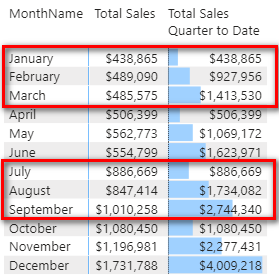 MonthName Total Sales Total Sales
Quarter to Date
January $438,865 $438,865
February $489,090 $927,956
March $485,575 $1,413,530
April $506,399 $506,399
May $562,773 $1,069,172
June $554,799 $1,623,971
July $886,669 $886,669
August $847,414 $1,734,082
September $1,010,258 $2,744,340
October $1,080,450 $1,080,450
November $1,196,981 $2,277,431
December $1,731,788 $4,009,218